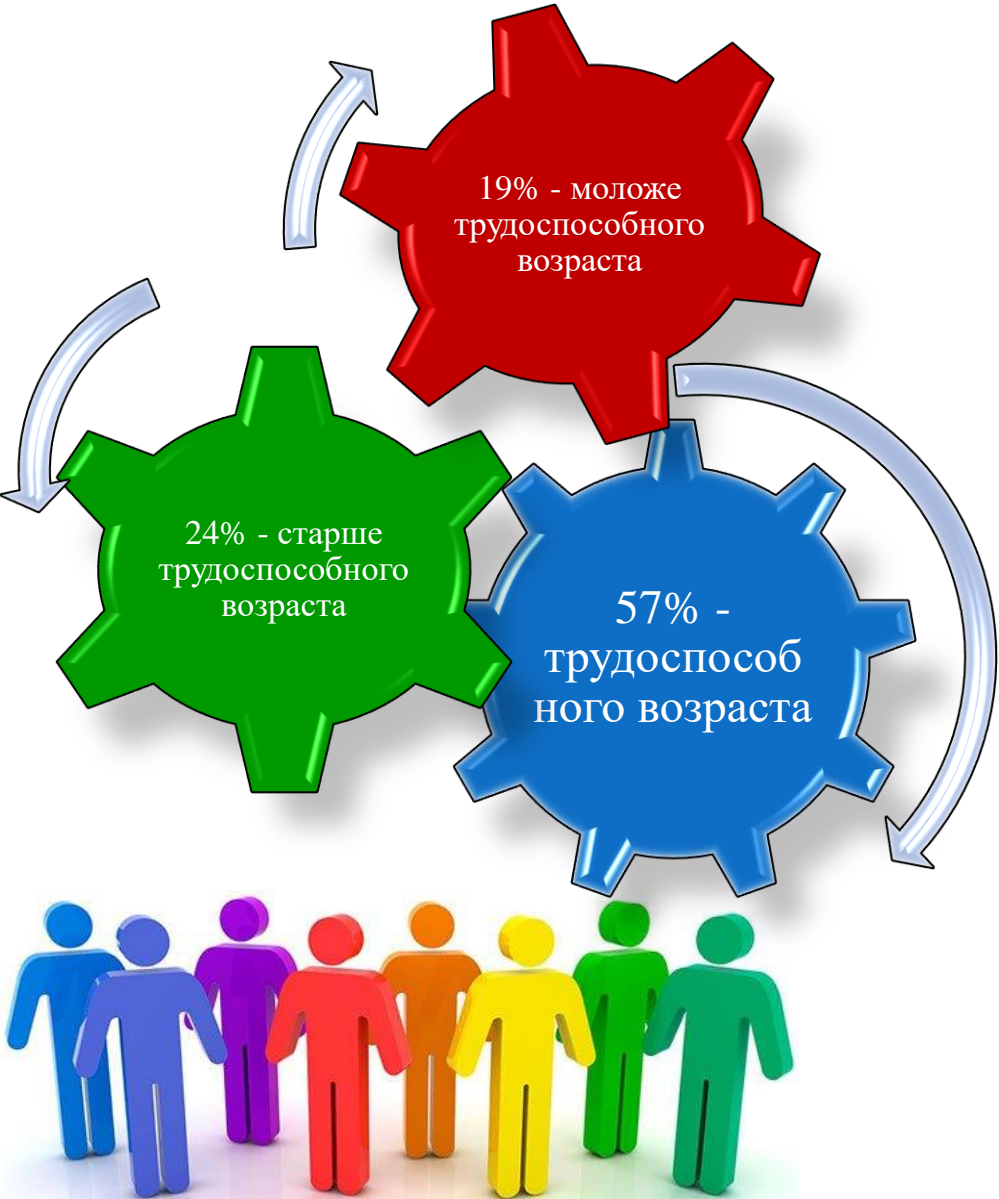 19% - моложе
трудоспособного
возраста
24% - старше
трудоспособного
возраста
57% -
трудоспособ
ного возраста